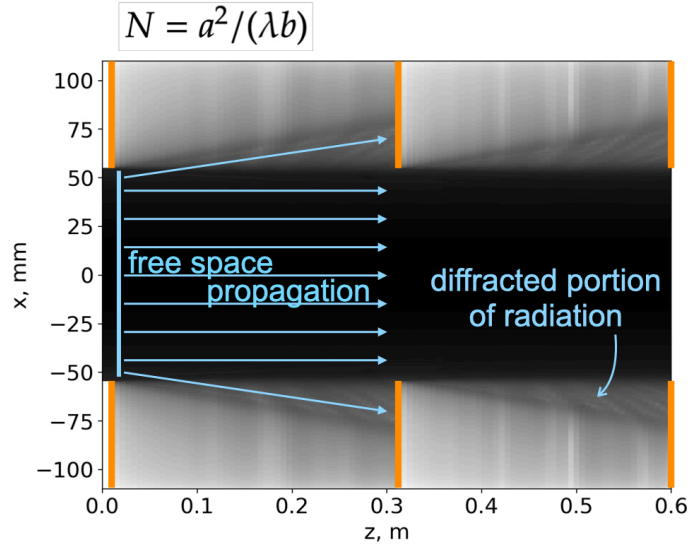 N = a²/(λb)
100
75
50
25
0
−25
−50
−75
−100
x, mm
free space
propagation
diffracted portion
of radiation
0.0 0.1 0.2 0.3 0.4 0.5 0.6
z, m